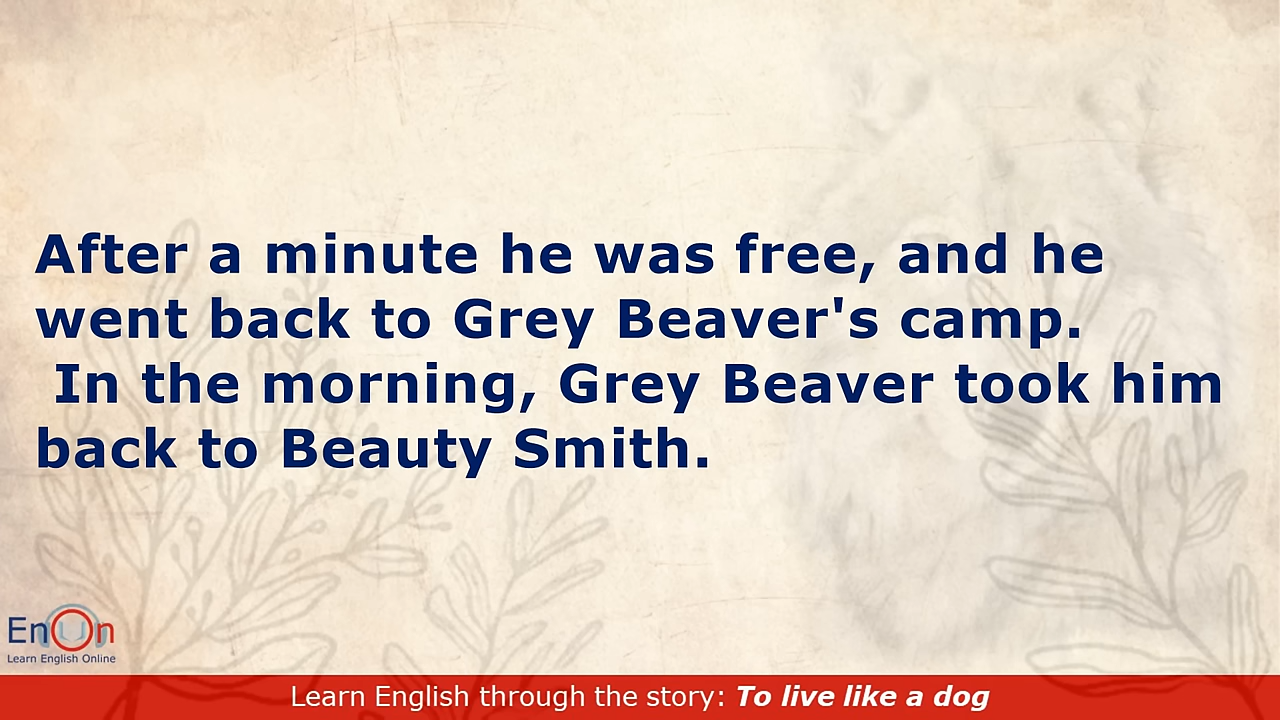 After a minute he was free, and he
went back to Grey Beaver's camp.
In the morning, Grey Beaver took him
back to Beauty Smith.
EnOn
Learn English Online
Learn English through the story: To live like a dog